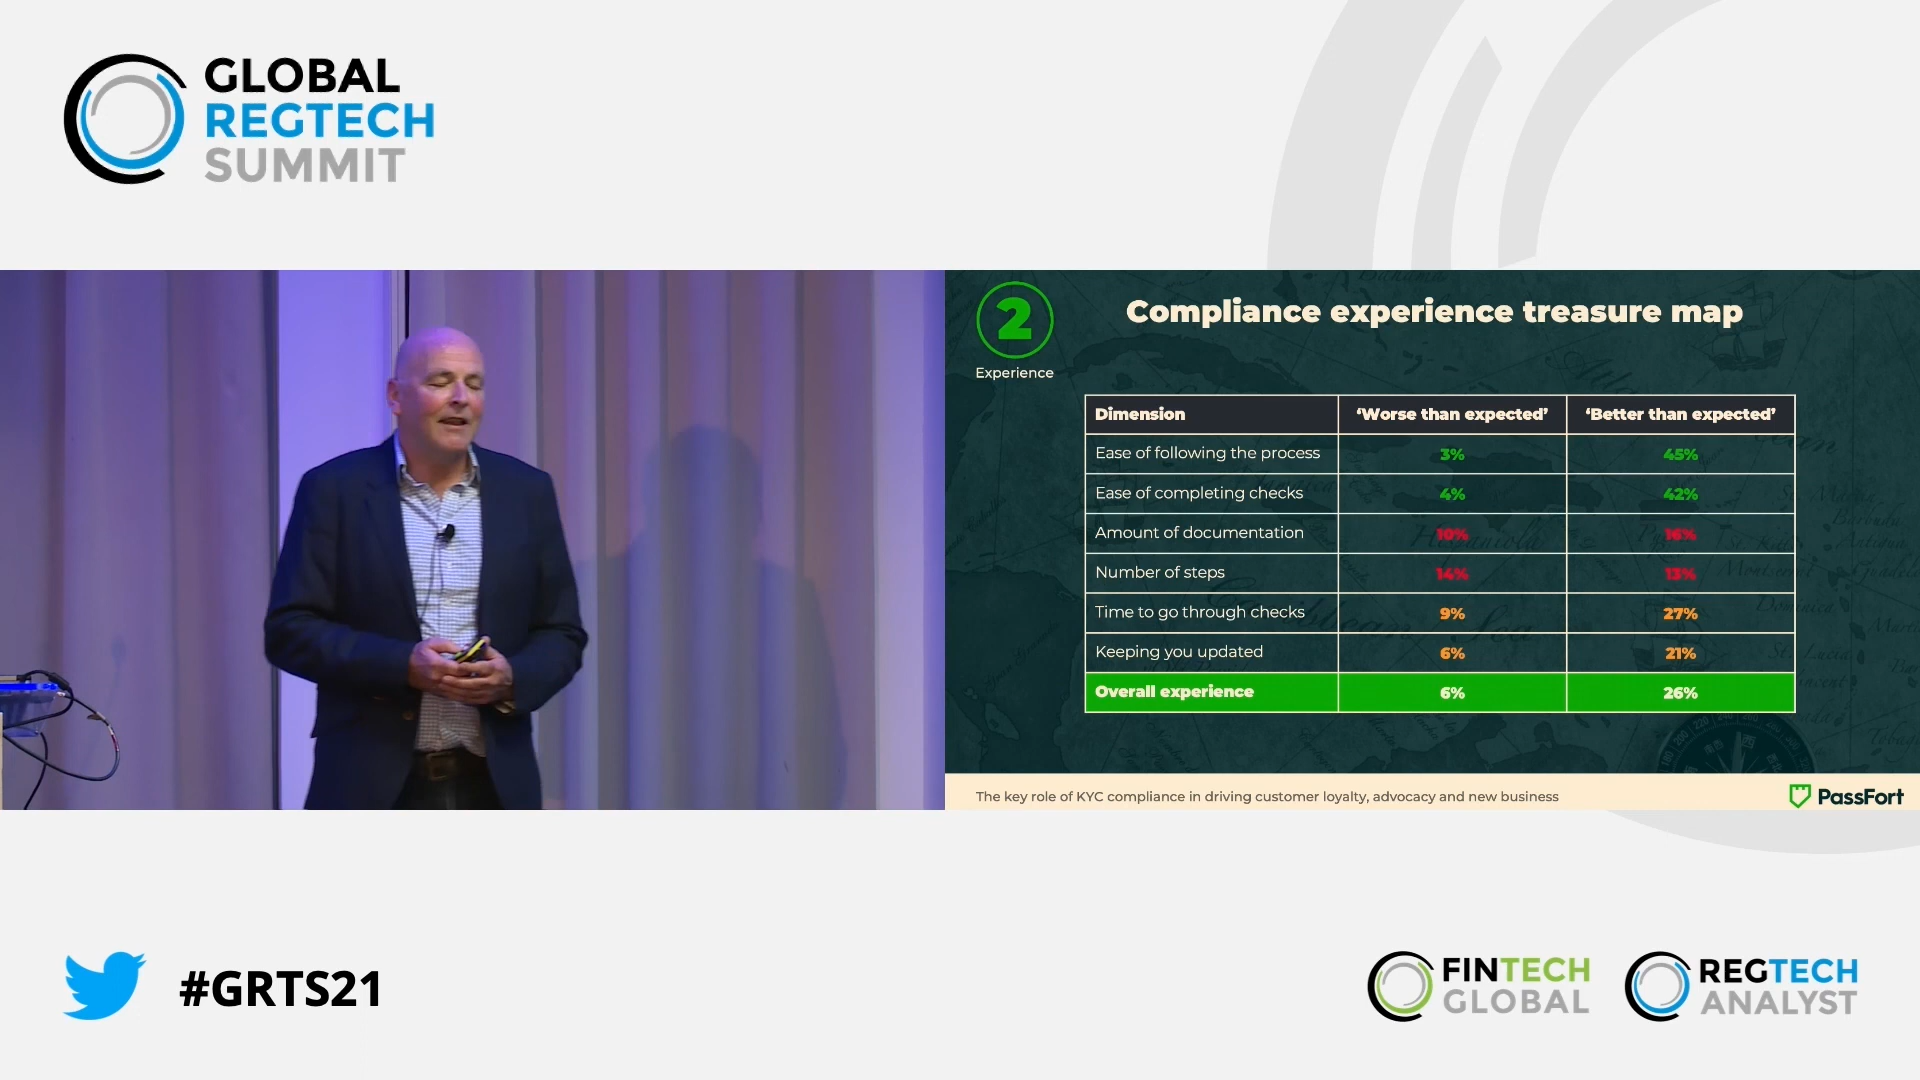 GLOBAL
REGTECH
SUMMIT
2
Experience
Compliance experience treasure map
Dimension ‘Worse than expected’ ‘Better than expected’
Ease of following the process 3% 45%
Ease of completing checks 4% 42%
Amount of documentation 10% 16%
Number of steps 14% 13%
Time to go through checks 9% 27%
Keeping you updated 6% 21%
Overall experience 6% 26%
The key role of KYC compliance in driving customer loyalty, advocacy and new business
PassFort
#GRTS21
FINTECH
GLOBAL
REGTECH
ANALYST